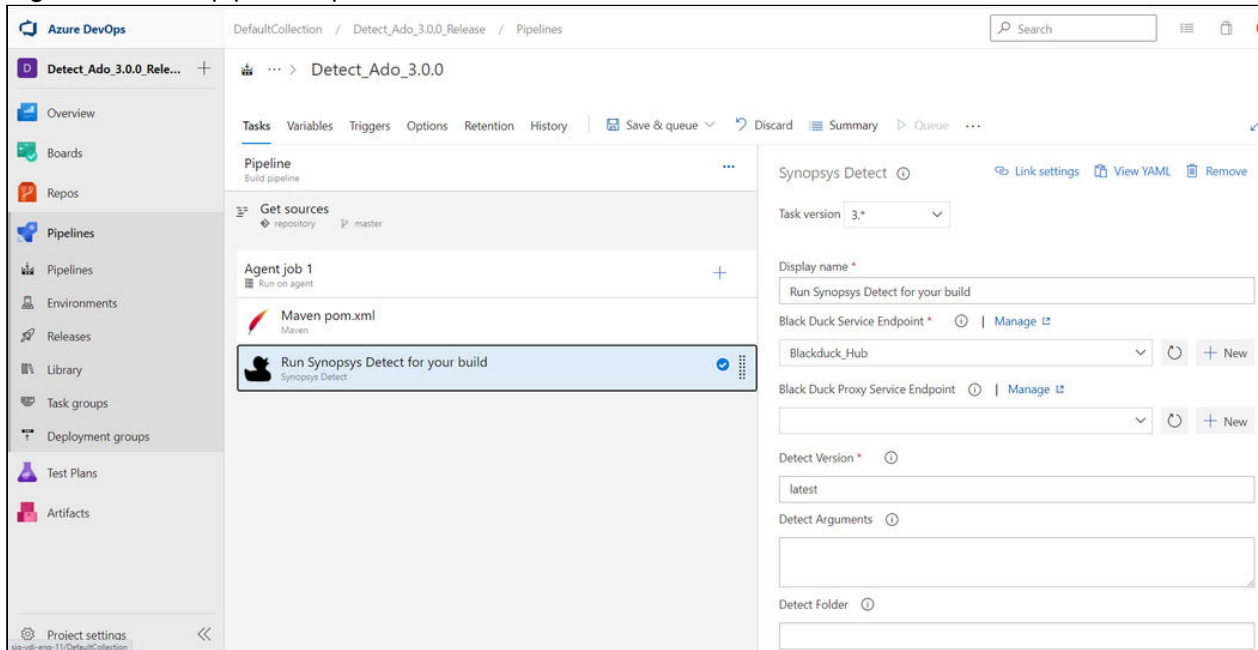 Azure DevOps
DefaultCollection / Detect_Ado_3.0.0_Release / Pipelines
Search
D Detect_Ado_3.0.0_Rele... +
... > Detect_Ado_3.0.0
Overview
Boards
Repos
Pipelines
Pipelines
Environments
Releases
Library
Task groups
Deployment groups
Test Plans
Artifacts
Project settings
Tasks Variables Triggers Options Retention History Save & queue Discard Summary Queue ...
Pipeline ...
Build pipeline
Get sources
repository master
Agent job 1 +
Run on agent
Maven pom.xml
Maven
Run Synopsys Detect for your build
Synopsys Detect
Synopsys Detect Link settings View YAML Remove
Task version 3.*
Display name *
Run Synopsys Detect for your build
Black Duck Service Endpoint * | Manage
Blackduck_Hub + New
Black Duck Proxy Service Endpoint | Manage
+ New
Detect Version *
latest
Detect Arguments
Detect Folder